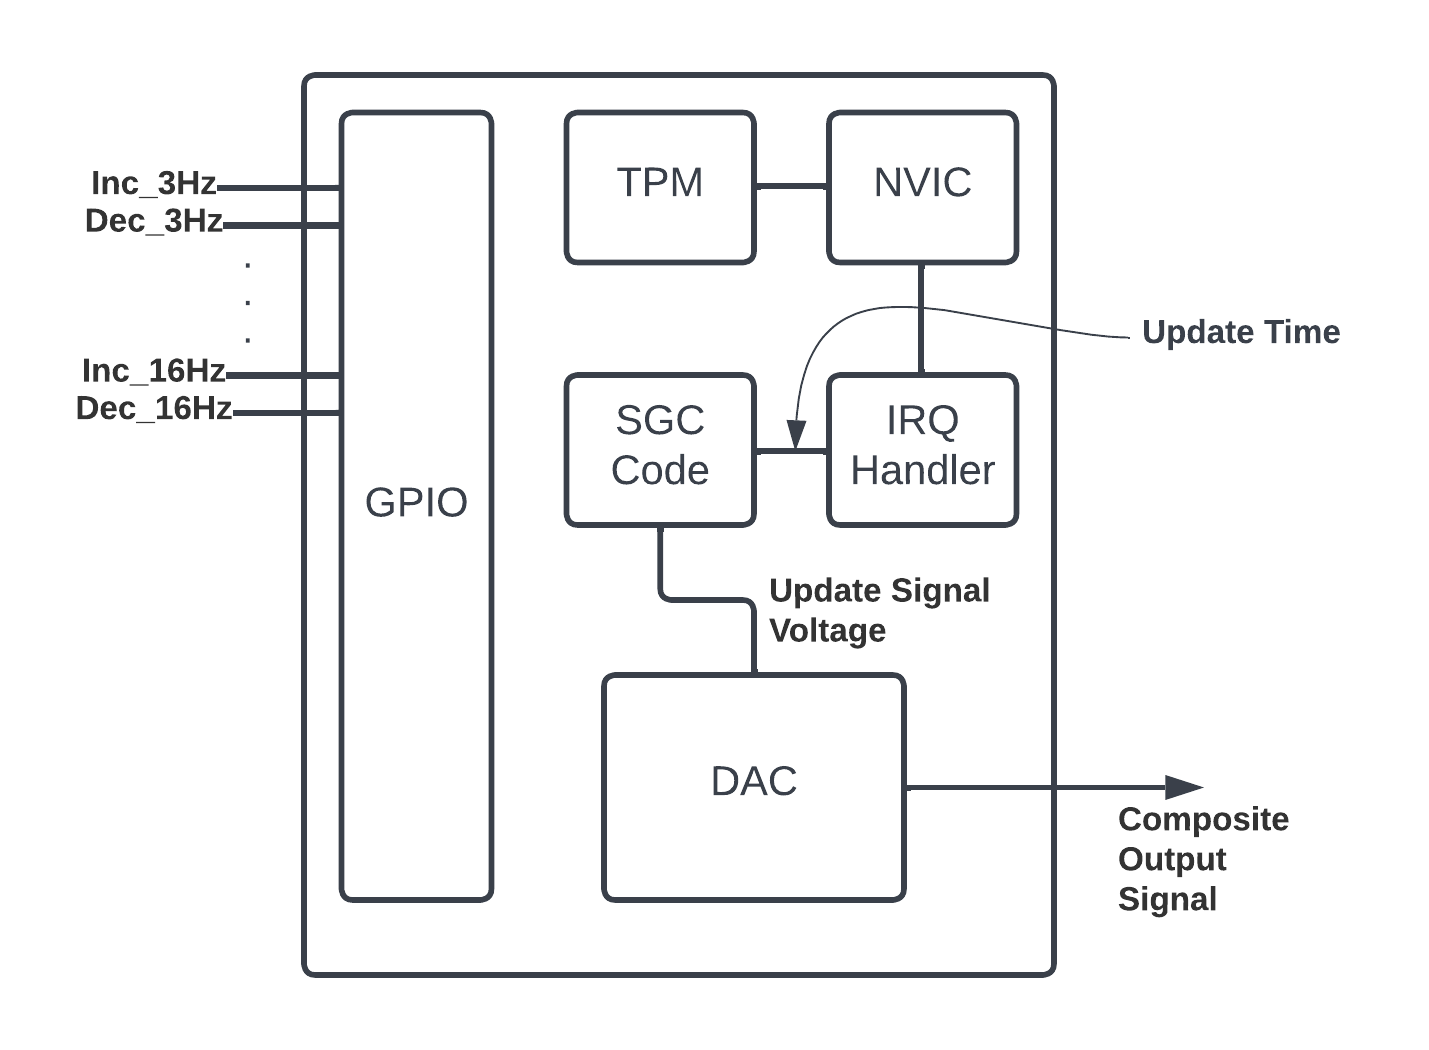 TPM
NVIC
Inc_3Hz
Dec_3Hz
.
.
.
Update Time
Inc_16Hz
Dec_16Hz
SGC
Code
IRQ
Handler
GPIO
Update Signal
Voltage
DAC
Composite
Output
Signal